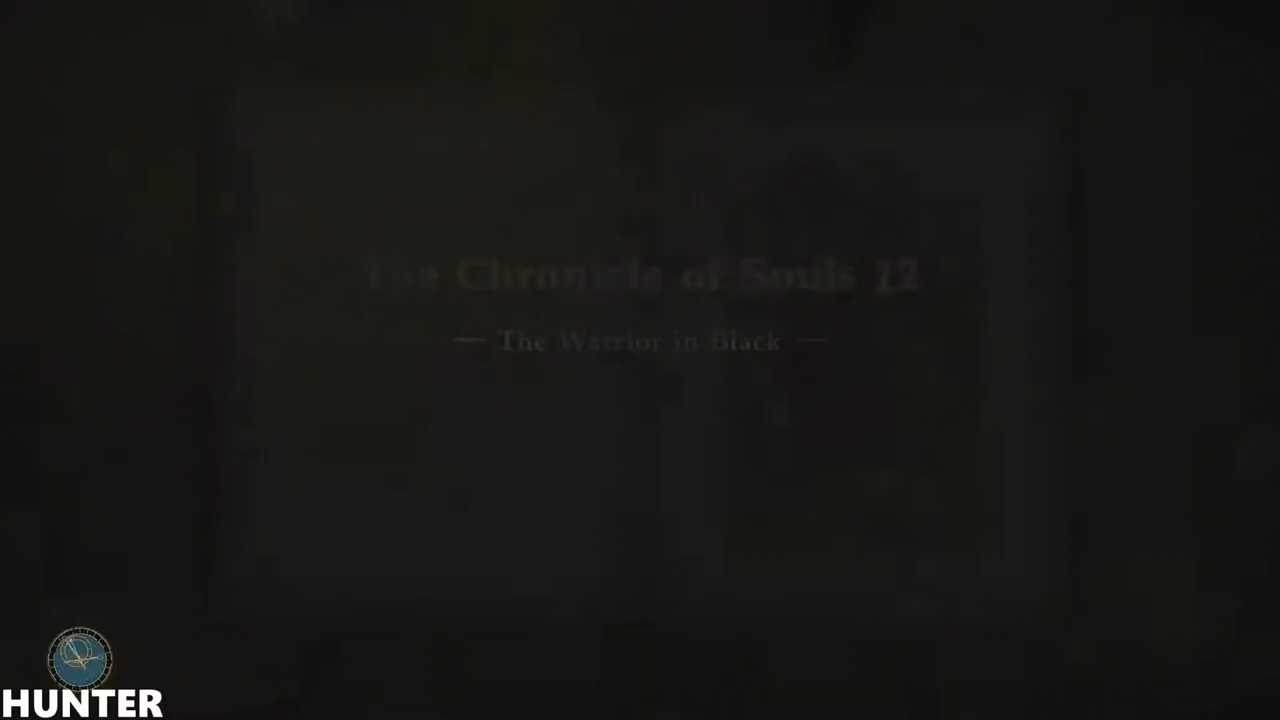 The Chronicle of Souls 12
— The Warrior in Black —
HUNTER